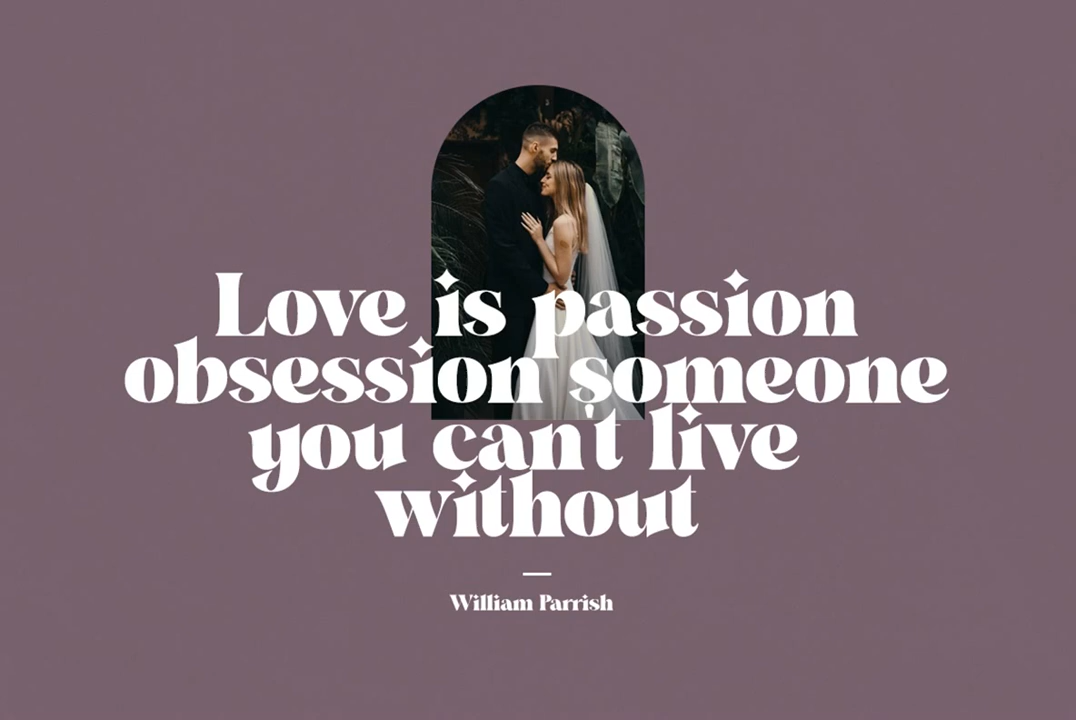 Love is passion
obsession someone
you can't live
without
William Parrish